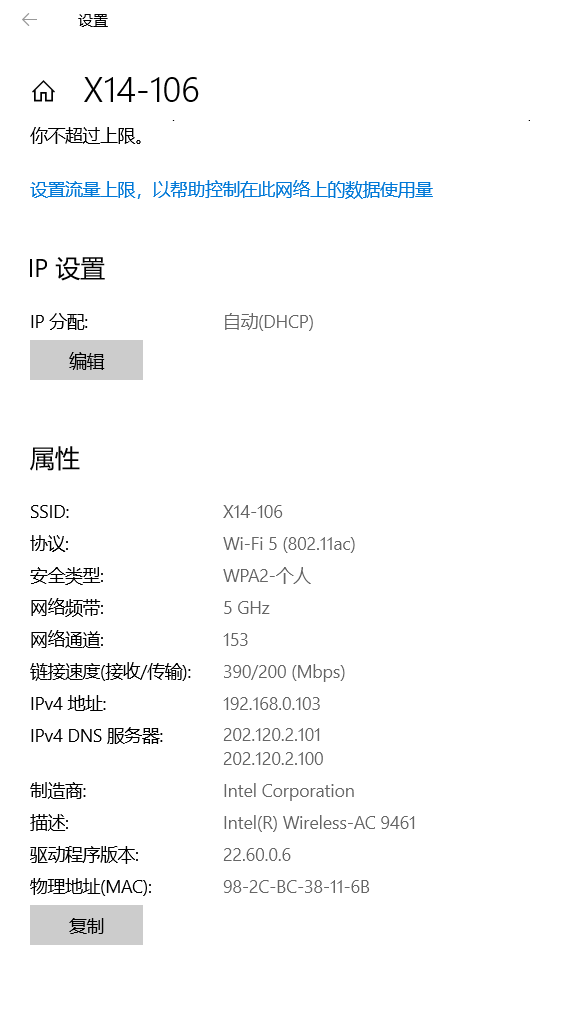 设置
X14-106
你不超过上限。
设置流量上限，以帮助控制在此网络上的数据使用量
IP 设置
IP 分配: 自动(DHCP)
编辑
属性
SSID: X14-106
协议: Wi-Fi 5 (802.11ac)
安全类型: WPA2-个人
网络频带: 5 GHz
网络通道: 153
链接速度(接收/传输): 390/200 (Mbps)
IPv4 地址: 192.168.0.103
IPv4 DNS 服务器: 202.120.2.101
202.120.2.100
制造商: Intel Corporation
描述: Intel(R) Wireless-AC 9461
驱动程序版本: 22.60.0.6
物理地址(MAC): 98-2C-BC-38-11-6B
复制